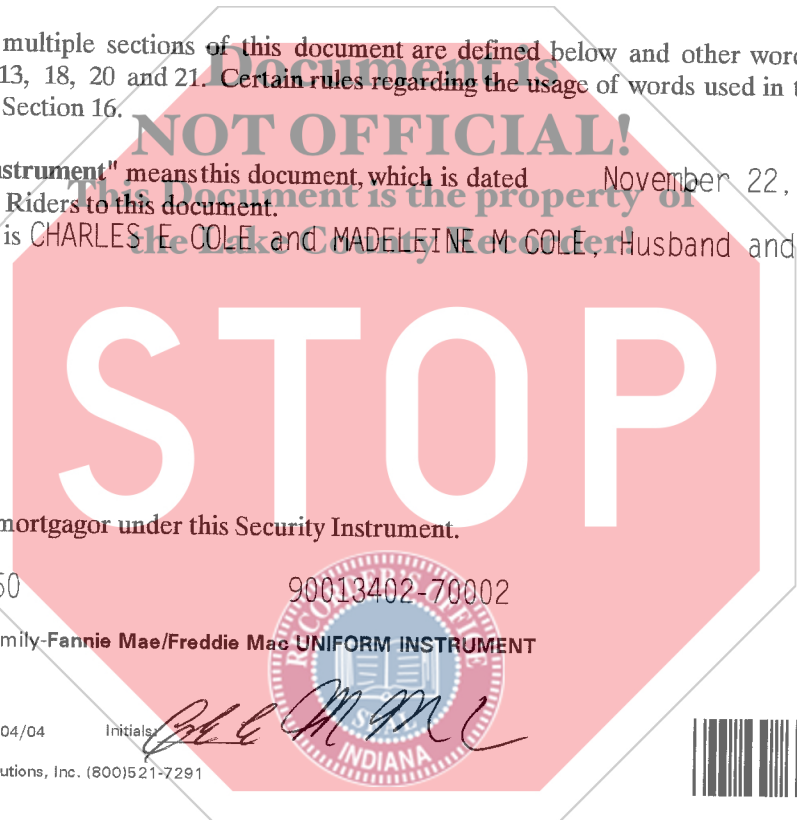 multiple sections of this document are defined below and other word
13, 18, 20 and 21. Certain rules regarding the usage of words used in t
Section 16.
Document is
NOT OFFICIAL!
This Document is the property of
the Lake County Recorder!
nstrument" means this document, which is dated November 22,
Riders to this document.
is CHARLES E COLE and MADELEINE M COLE, Husband and
STOP
mortgagor under this Security Instrument.
50 90013402-70002
mily-Fannie Mae/Freddie Mac UNIFORM INSTRUMENT
RECORDER'S OFFICE
SEAL
INDIANA
04/04 Initials:
utions, Inc. (800)521-7291